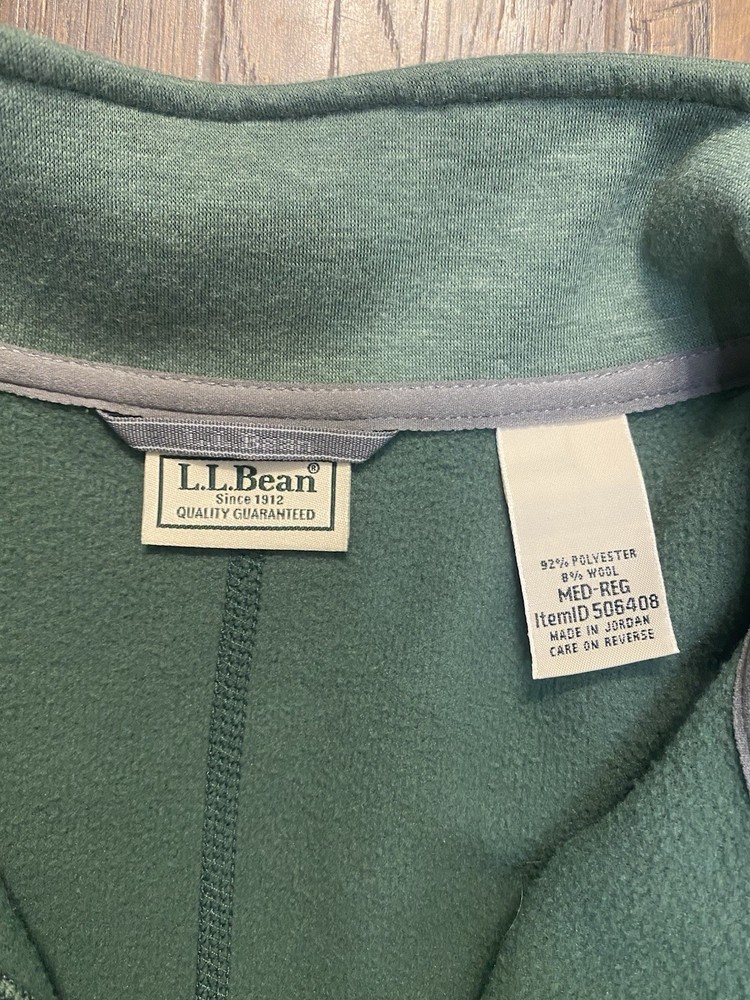 L.L.Bean®
Since 1912
QUALITY GUARANTEED
92% POLYESTER
8% WOOL
MED-REG
ItemID 506408
MADE IN JORDAN
CARE ON REVERSE